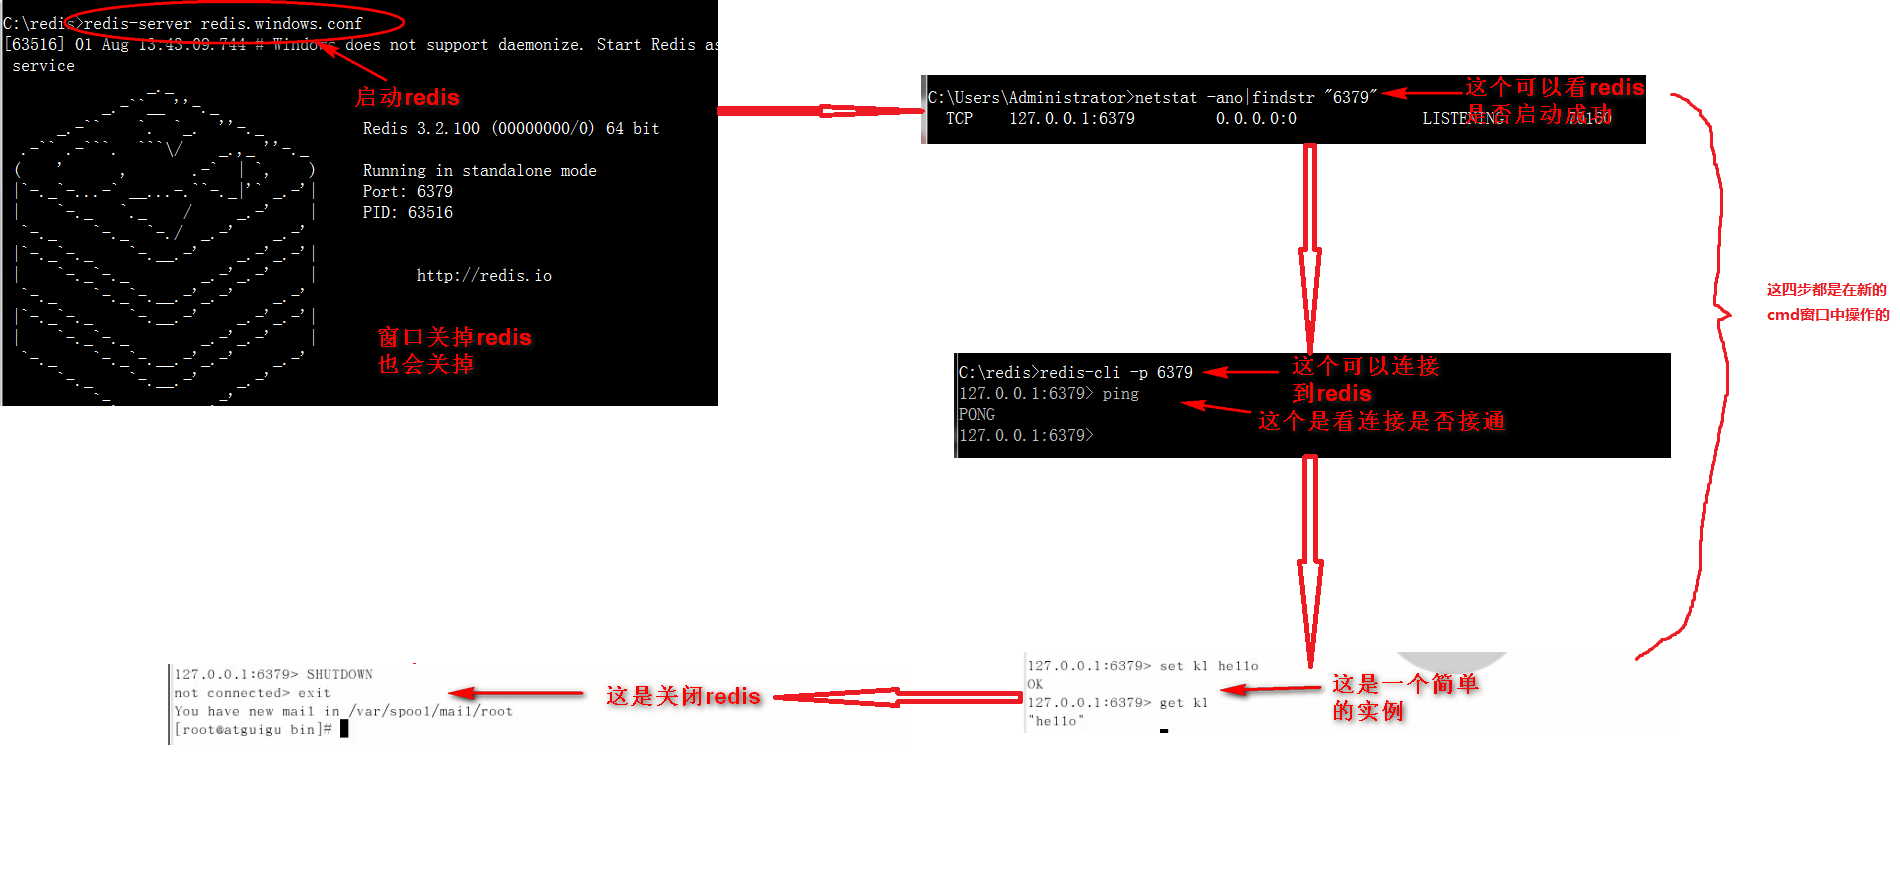 C:\redis>redis-server redis.windows.conf
[63516] 01 Aug 13:43:09.744 # Windows does not support daemonize. Start Redis as
service
启动redis
Redis 3.2.100 (00000000/0) 64 bit
Running in standalone mode
Port: 6379
PID: 63516
http://redis.io
窗口关掉redis
也会关掉
C:\Users\Administrator>netstat -ano|findstr "6379"
TCP 127.0.0.1:6379 0.0.0.0:0 LISTENING
这个可以看redis
是否启动成功
这四步都是在新的
cmd窗口中操作的
C:\redis>redis-cli -p 6379
127.0.0.1:6379> ping
PONG
127.0.0.1:6379>
这个可以连接
到redis
这个是看连接是否接通
127.0.0.1:6379> set k1 hello
OK
127.0.0.1:6379> get k1
"hello"
这是一个简单
的实例
127.0.0.1:6379> SHUTDOWN
not connected> exit
You have new mail in /var/spool/mail/root
[root@atguigu bin]#
这是关闭redis